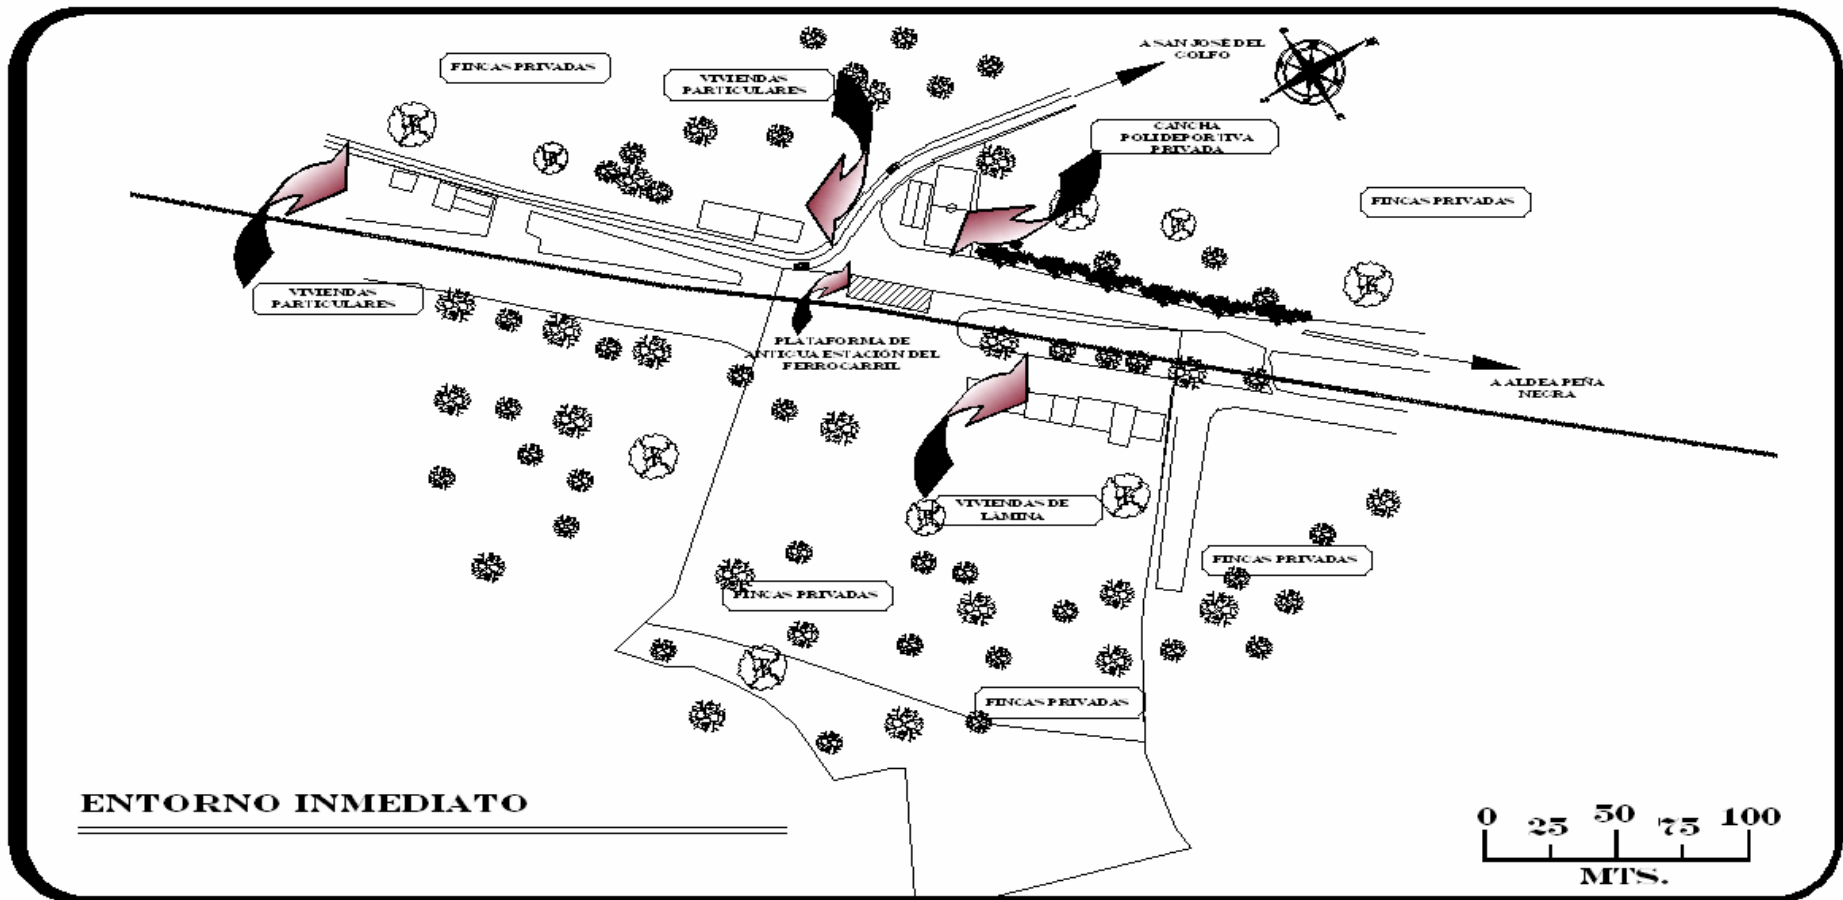 A SAN JOSÉ DEL
GOLFO
FINCAS PRIVADAS
VIVIENDAS
PARTICULARES
CANCHA
POLIDEPORTIVA
PRIVADA
FINCAS PRIVADAS
VIVIENDAS
PARTICULARES
PLATAFORMA DE
ANTIGUA ESTACIÓN DEL
FERROCARRIL
A ALDEA PEÑA
NEGRA
VIVIENDAS DE
LÁMINA
FINCAS PRIVADAS
FINCAS PRIVADAS
FINCAS PRIVADAS
ENTORNO INMEDIATO
0 25 50 75 100
MTS.